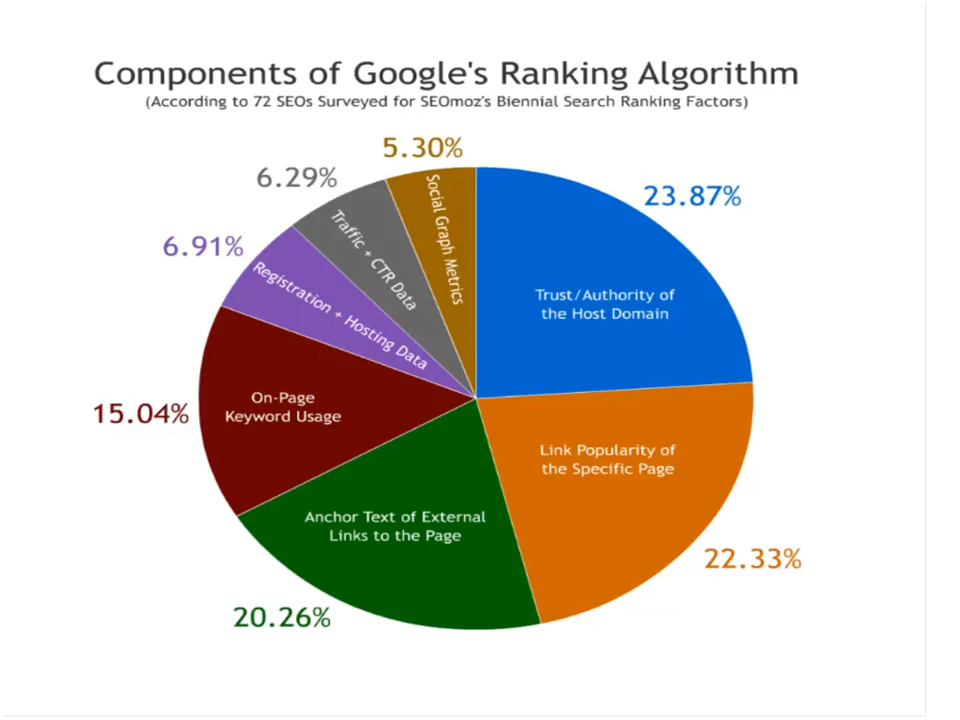 Components of Google's Ranking Algorithm
(According to 72 SEOs Surveyed for SEOmoz's Biennial Search Ranking Factors)
5.30%
6.29%
23.87%
6.91%
Social Graph Metrics
Traffic + CTR Data
Registration + Hosting Data
Trust/Authority of
the Host Domain
On-Page
Keyword Usage
15.04%
Link Popularity of
the Specific Page
Anchor Text of External
Links to the Page
22.33%
20.26%